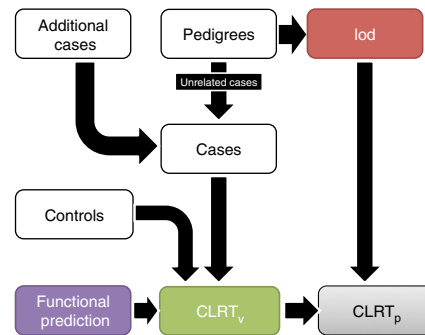 Additional
cases
Pedigrees
lod
Unrelated cases
Cases
Controls
Functional
prediction
CLRTv
CLRTp